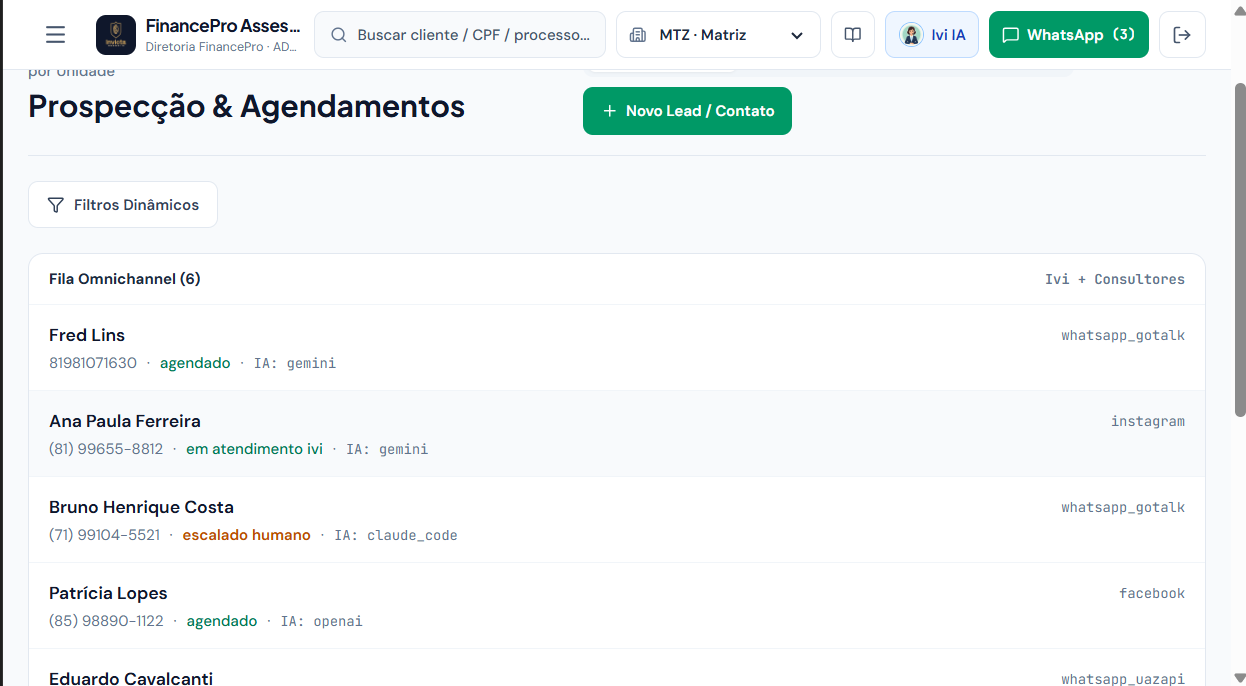 FinancePro Asses...
Diretoria FinancePro · AD...
Buscar cliente / CPF / processo...
MTZ · Matriz
Ivi IA
WhatsApp (3)
por Unidade
Prospecção & Agendamentos
+ Novo Lead / Contato
Filtros Dinâmicos
Fila Omnichannel (6)
Ivi + Consultores
Fred Lins
whatsapp_gotalk
81981071630 · agendado · IA: gemini
Ana Paula Ferreira
instagram
(81) 99655-8812 · em atendimento ivi · IA: gemini
Bruno Henrique Costa
whatsapp_gotalk
(71) 99104-5521 · escalado humano · IA: claude_code
Patrícia Lopes
facebook
(85) 98890-1122 · agendado · IA: openai
Eduardo Cavalcanti
whatsapp_uazapi